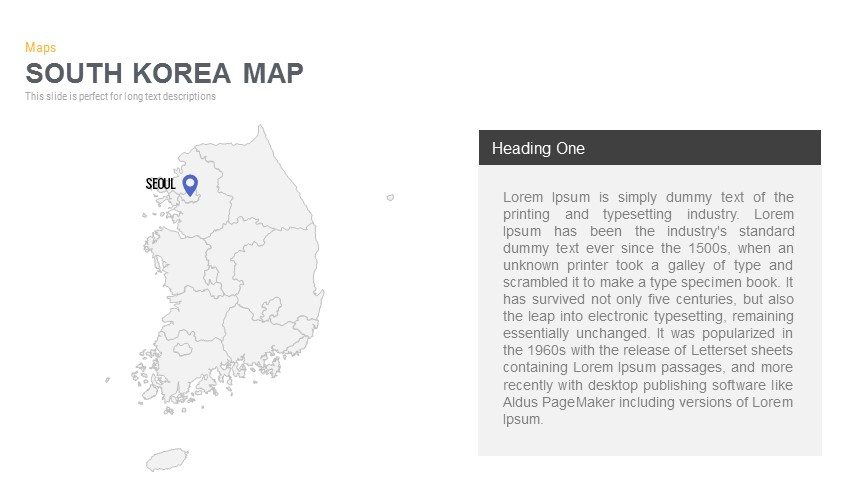 Maps
SOUTH KOREA MAP
This slide is perfect for long text descriptions
SEOUL
Heading One
Lorem Ipsum is simply dummy text of the
printing and typesetting industry. Lorem
Ipsum has been the industry's standard
dummy text ever since the 1500s, when an
unknown printer took a galley of type and
scrambled it to make a type specimen book. It
has survived not only five centuries, but also
the leap into electronic typesetting, remaining
essentially unchanged. It was popularized in
the 1960s with the release of Letterset sheets
containing Lorem Ipsum passages, and more
recently with desktop publishing software like
Aldus PageMaker including versions of Lorem
Ipsum.